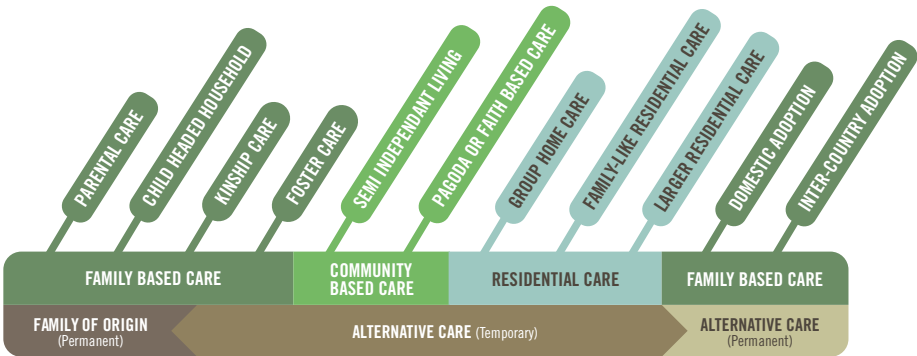 PARENTAL CARE
CHILD HEADED HOUSEHOLD
KINSHIP CARE
FOSTER CARE
SEMI INDEPENDANT LIVING
PAGODA OR FAITH BASED CARE
GROUP HOME CARE
FAMILY-LIKE RESIDENTIAL CARE
LARGER RESIDENTIAL CARE
DOMESTIC ADOPTION
INTER-COUNTRY ADOPTION
FAMILY BASED CARE
COMMUNITY
BASED CARE
RESIDENTIAL CARE
FAMILY BASED CARE
FAMILY OF ORIGIN
(Permanent)
ALTERNATIVE CARE (Temporary)
ALTERNATIVE CARE
(Permanent)